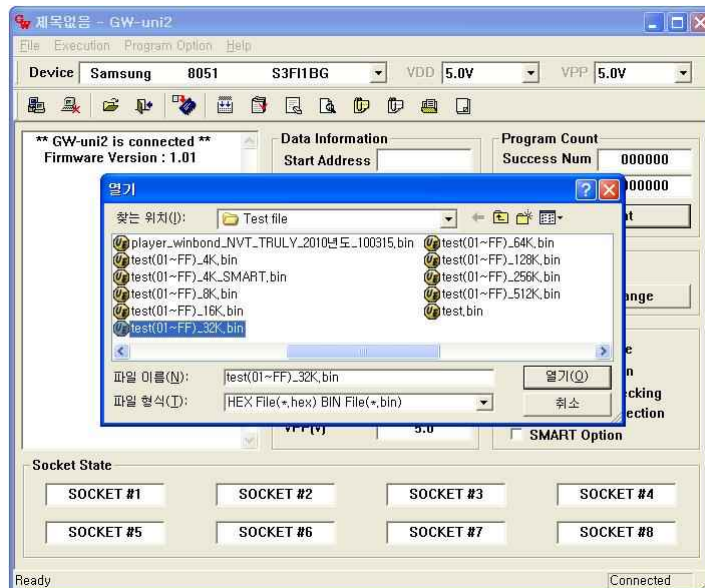 제목없음 - GW-uni2
File Execution Program Option Help
Device Samsung 8051 S3FI1BG VDD 5.0V VPP 5.0V
** GW-uni2 is connected **
Firmware Version : 1.01
Data Information
Start Address
Program Count
Success Num 000000
000000
열기
찾는 위치(I): Test file
player_winbond_NVT_TRULY_2010년도_100315.bin
test(01~FF)_4K.bin
test(01~FF)_4K_SMART.bin
test(01~FF)_8K.bin
test(01~FF)_16K.bin
test(01~FF)_32K.bin
test(01~FF)_64K.bin
test(01~FF)_128K.bin
test(01~FF)_256K.bin
test(01~FF)_512K.bin
test.bin
파일 이름(N): test(01~FF)_32K.bin 열기(O)
파일 형식(T): HEX File(*.hex) BIN File(*.bin) 취소
VPP(V) 5.0
SMART Option
Socket State
SOCKET #1 SOCKET #2 SOCKET #3 SOCKET #4
SOCKET #5 SOCKET #6 SOCKET #7 SOCKET #8
Ready Connected